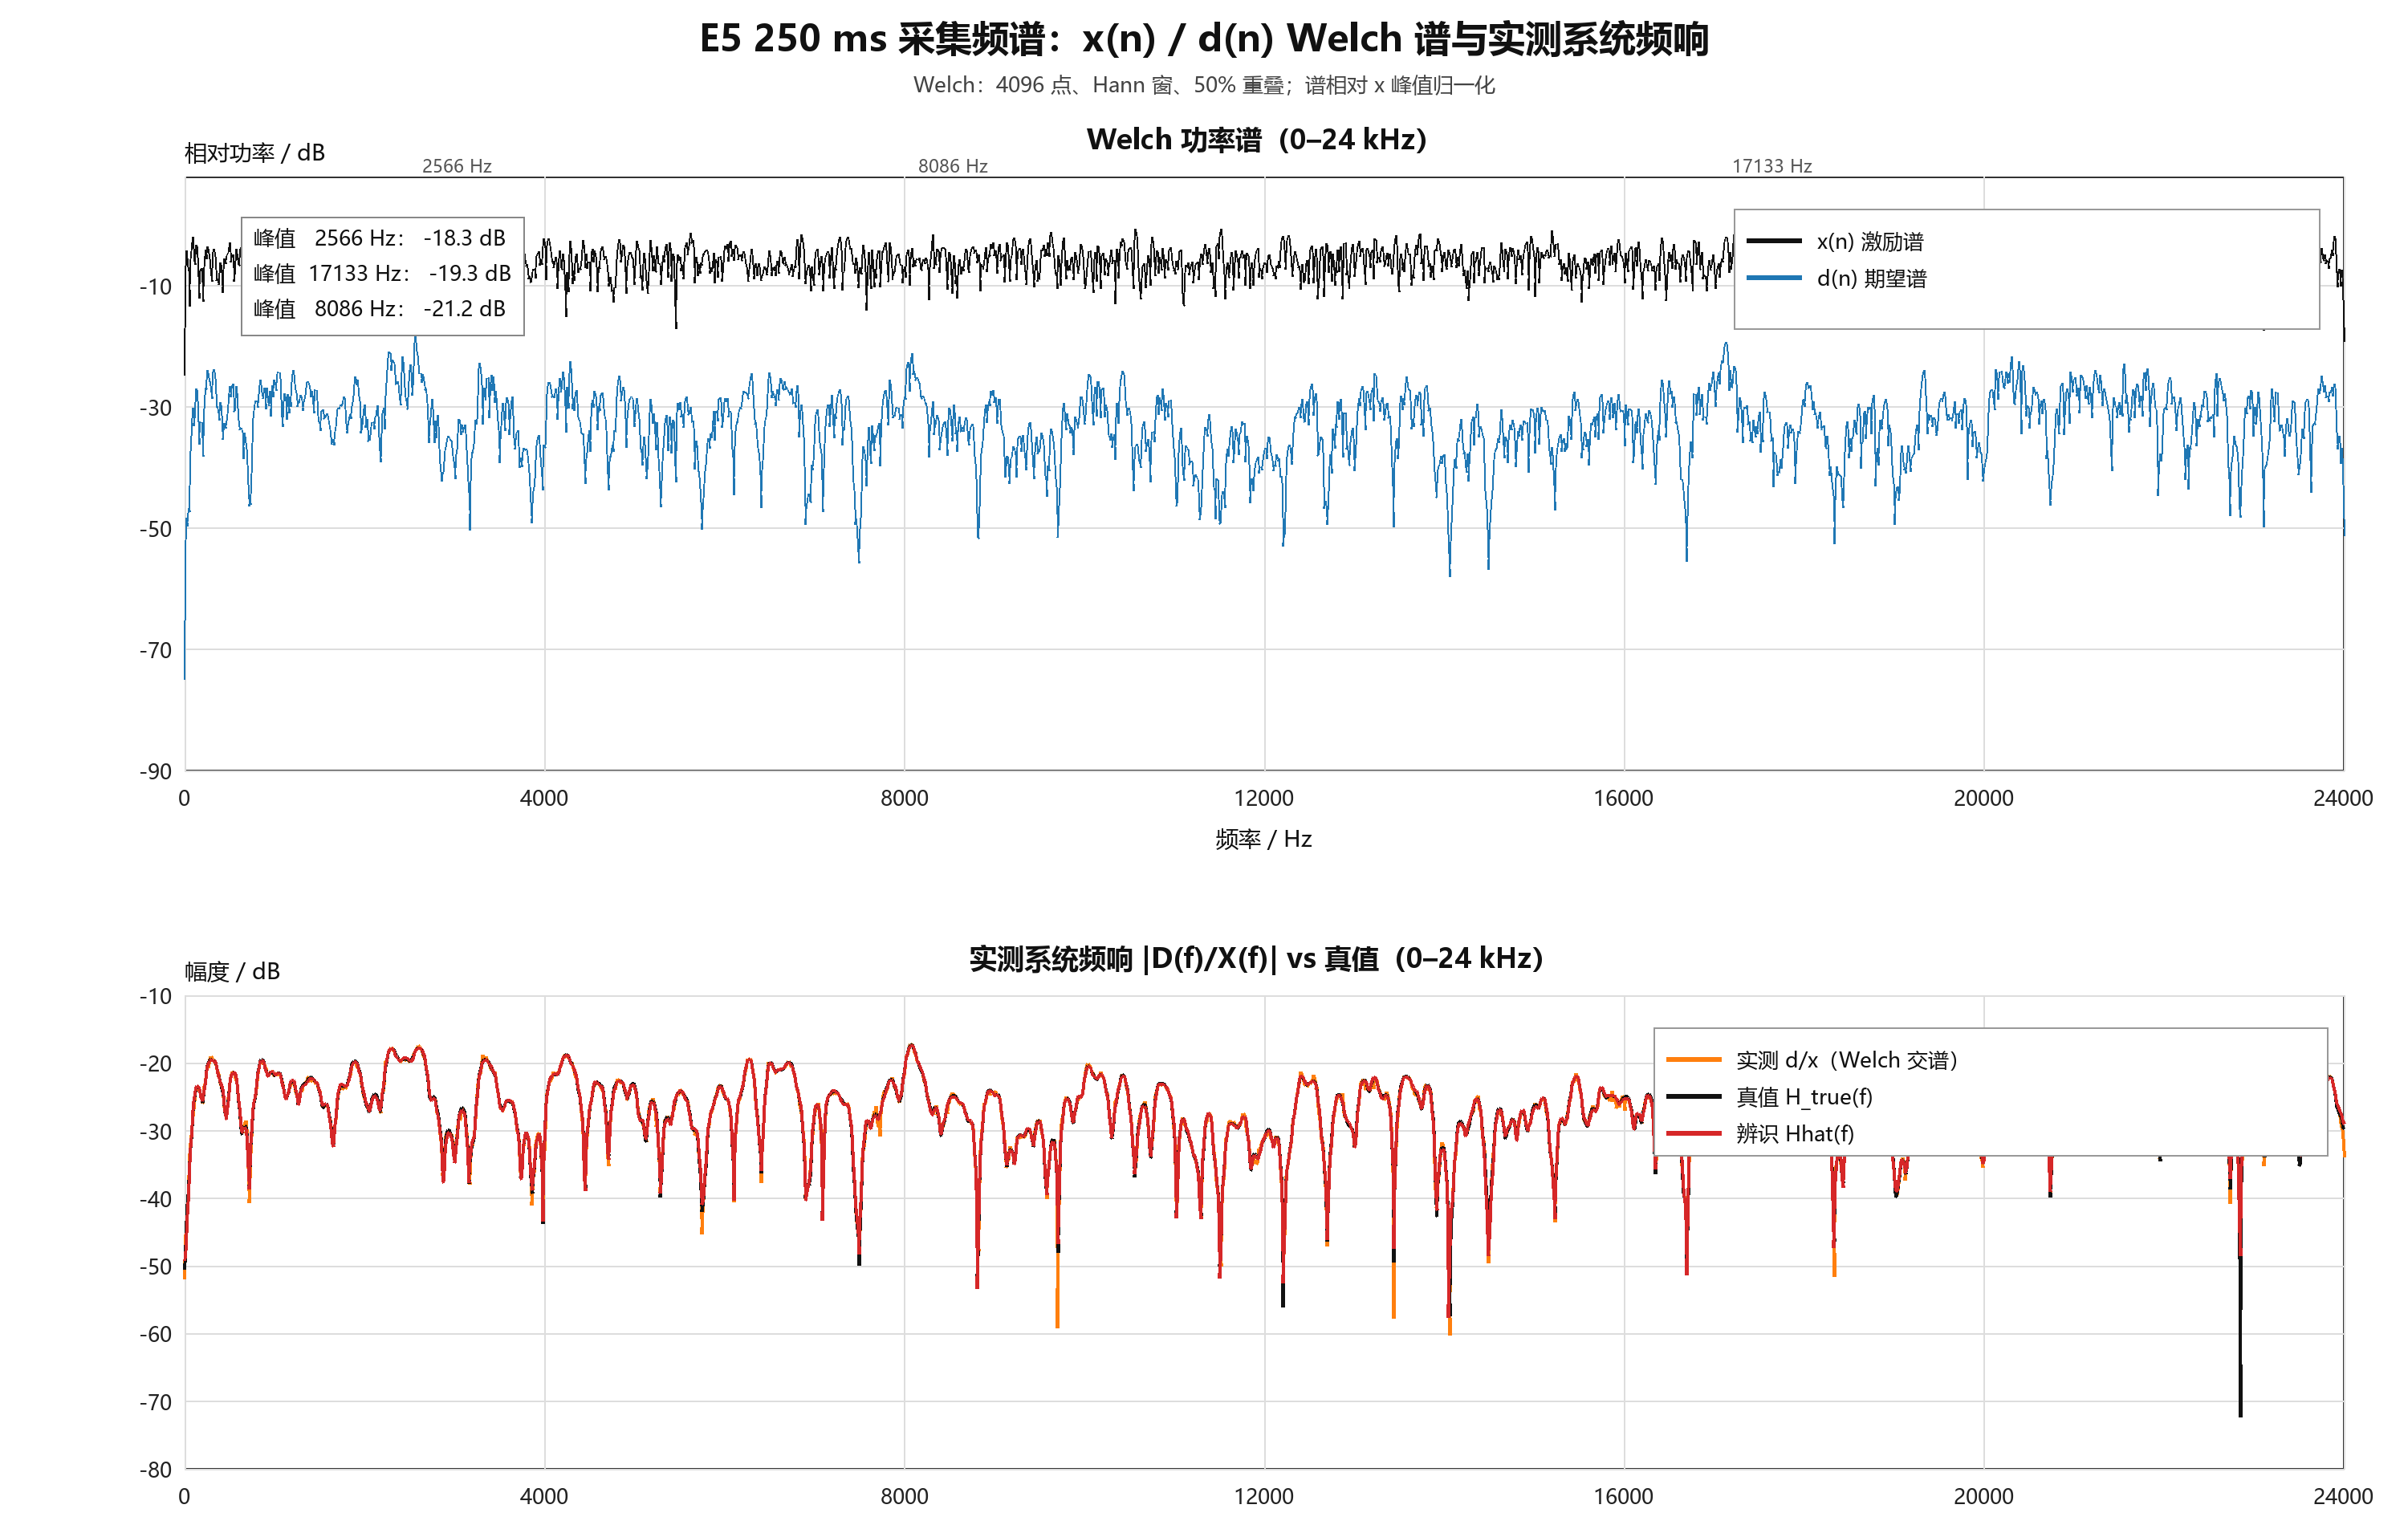 E5 250 ms 采集频谱：x(n) / d(n) Welch 谱与实测系统频响
Welch：4096 点、Hann 窗、50% 重叠；谱相对 x 峰值归一化
Welch 功率谱（0–24 kHz）
相对功率 / dB
2566 Hz
8086 Hz
17133 Hz
峰值 2566 Hz： -18.3 dB
峰值 17133 Hz： -19.3 dB
峰值 8086 Hz： -21.2 dB
x(n) 激励谱
d(n) 期望谱
-10
-30
-50
-70
-90
0
4000
8000
12000
16000
20000
24000
频率 / Hz
实测系统频响 |D(f)/X(f)| vs 真值（0–24 kHz）
幅度 / dB
实测 d/x（Welch 交谱）
真值 H_true(f)
辨识 Hhat(f)
-10
-20
-30
-40
-50
-60
-70
-80
0
4000
8000
12000
16000
20000
24000